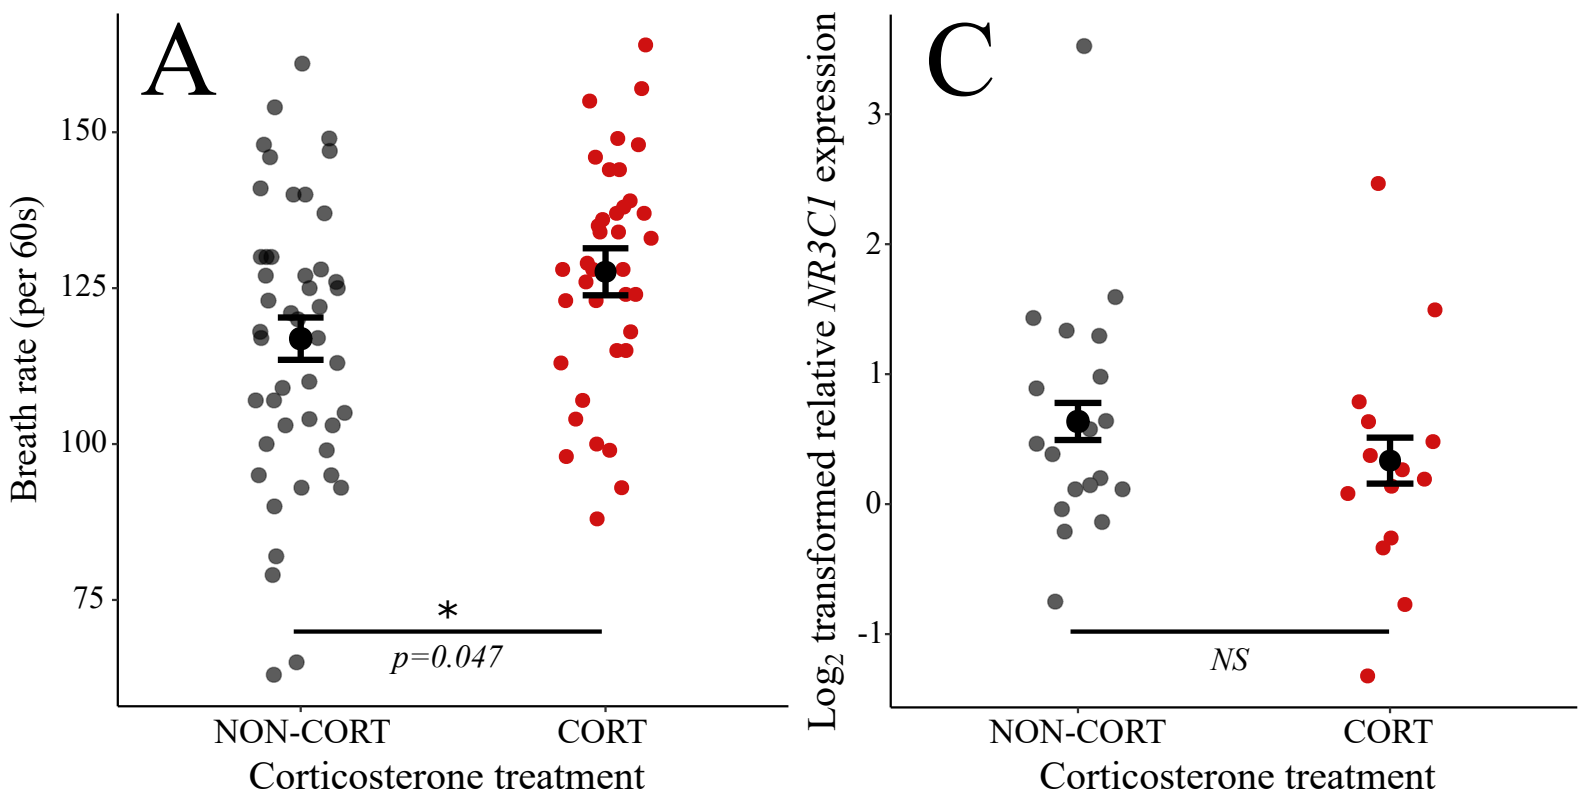 A
Breath rate (per 60s)
150
125
100
75
*
p=0.047
NON-CORT
CORT
Corticosterone treatment
C
Log₂ transformed relative NR3C1 expression
3
2
1
0
-1
NS
NON-CORT
CORT
Corticosterone treatment